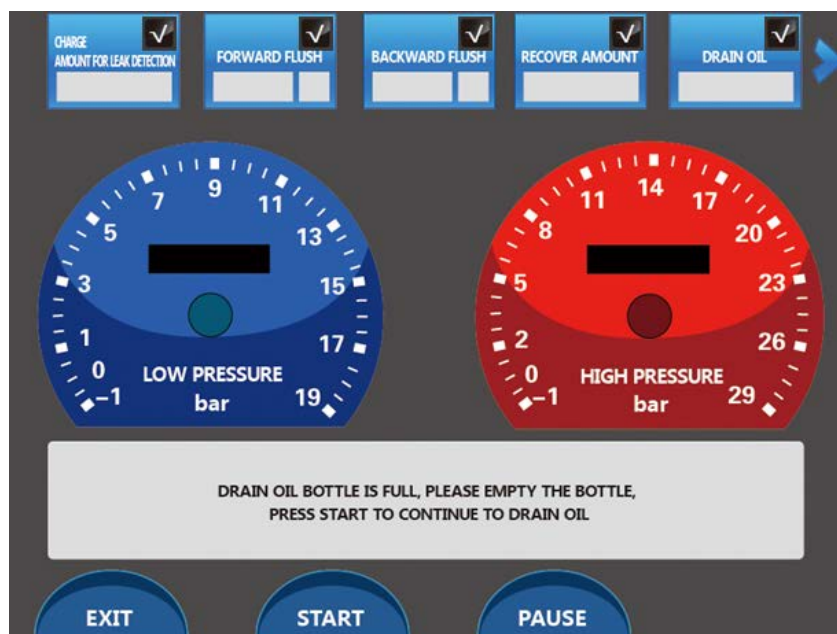 √
√
√
√
√
CHARGE
AMOUNT FOR LEAK DETECTION
FORWARD FLUSH
BACKWARD FLUSH
RECOVER AMOUNT
DRAIN OIL
9
7
11
5
13
3
15
1
17
0
-1
19
LOW PRESSURE
bar
14
11
17
8
20
5
23
2
26
0
-1
29
HIGH PRESSURE
bar
DRAIN OIL BOTTLE IS FULL, PLEASE EMPTY THE BOTTLE,
PRESS START TO CONTINUE TO DRAIN OIL
EXIT
START
PAUSE